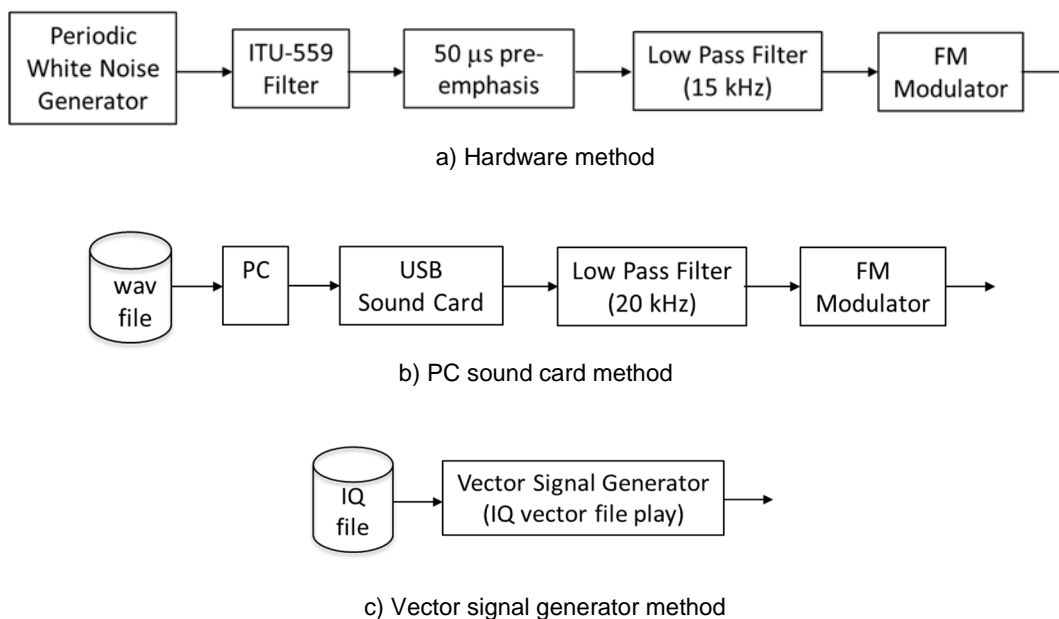 Periodic
White Noise
Generator
ITU-559
Filter
50 μs pre-
emphasis
Low Pass Filter
(15 kHz)
FM
Modulator
a) Hardware method
wav
file
PC
USB
Sound Card
Low Pass Filter
(20 kHz)
FM
Modulator
b) PC sound card method
IQ
file
Vector Signal Generator
(IQ vector file play)
c) Vector signal generator method